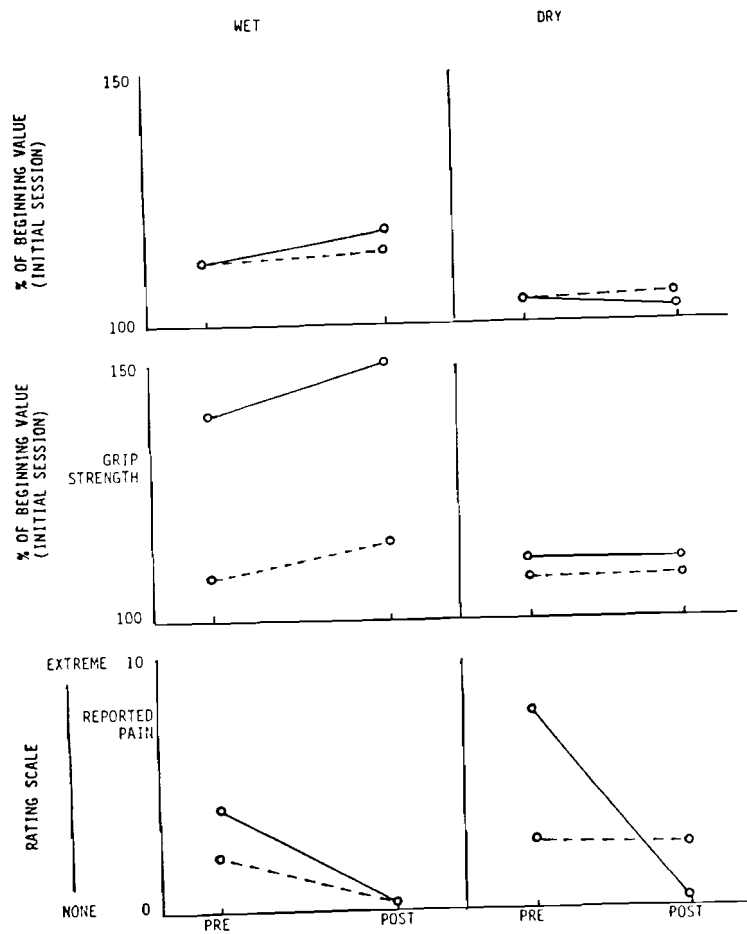 WET
DRY
% OF BEGINNING VALUE
(INITIAL SESSION)
150
100
% OF BEGINNING VALUE
(INITIAL SESSION)
150
GRIP
STRENGTH
100
RATING SCALE
EXTREME
NONE
10
REPORTED
PAIN
0
PRE
POST
PRE
POST